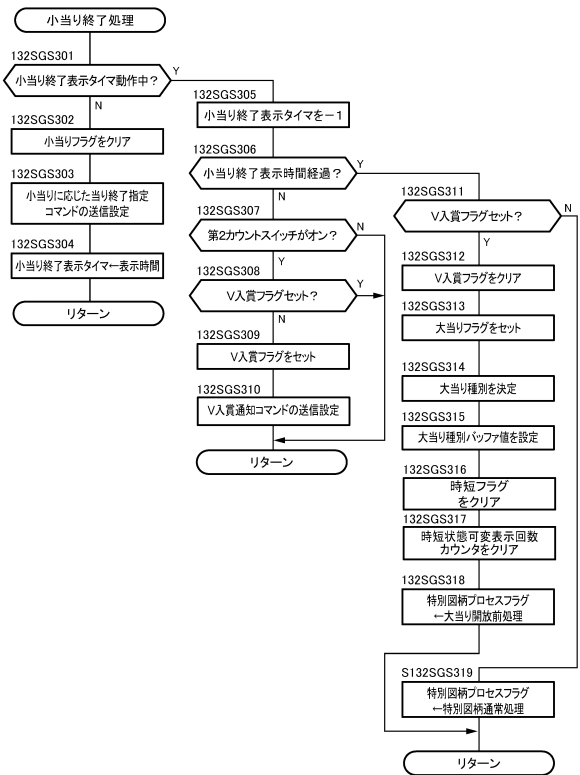 小当り終了処理
132SGS301
小当り終了表示タイマ動作中?
Y
N
132SGS302
小当りフラグをクリア
132SGS303
小当りに応じた当り終了指定
コマンドの送信設定
132SGS304
小当り終了表示タイマ←表示時間
リターン
132SGS305
小当り終了表示タイマを−1
132SGS306
小当り終了表示時間経過?
Y
N
132SGS307
第2カウントスイッチがオン?
N
Y
132SGS308
V入賞フラグセット?
Y
N
132SGS309
V入賞フラグをセット
132SGS310
V入賞通知コマンドの送信設定
リターン
132SGS311
V入賞フラグセット?
N
Y
132SGS312
V入賞フラグをクリア
132SGS313
大当りフラグをセット
132SGS314
大当り種別を決定
132SGS315
大当り種別バッファ値を設定
132SGS316
時短フラグ
をクリア
132SGS317
時短状態可変表示回数
カウンタをクリア
132SGS318
特別図柄プロセスフラグ
←大当り開放前処理
S132SGS319
特別図柄プロセスフラグ
←特別図柄通常処理
リターン